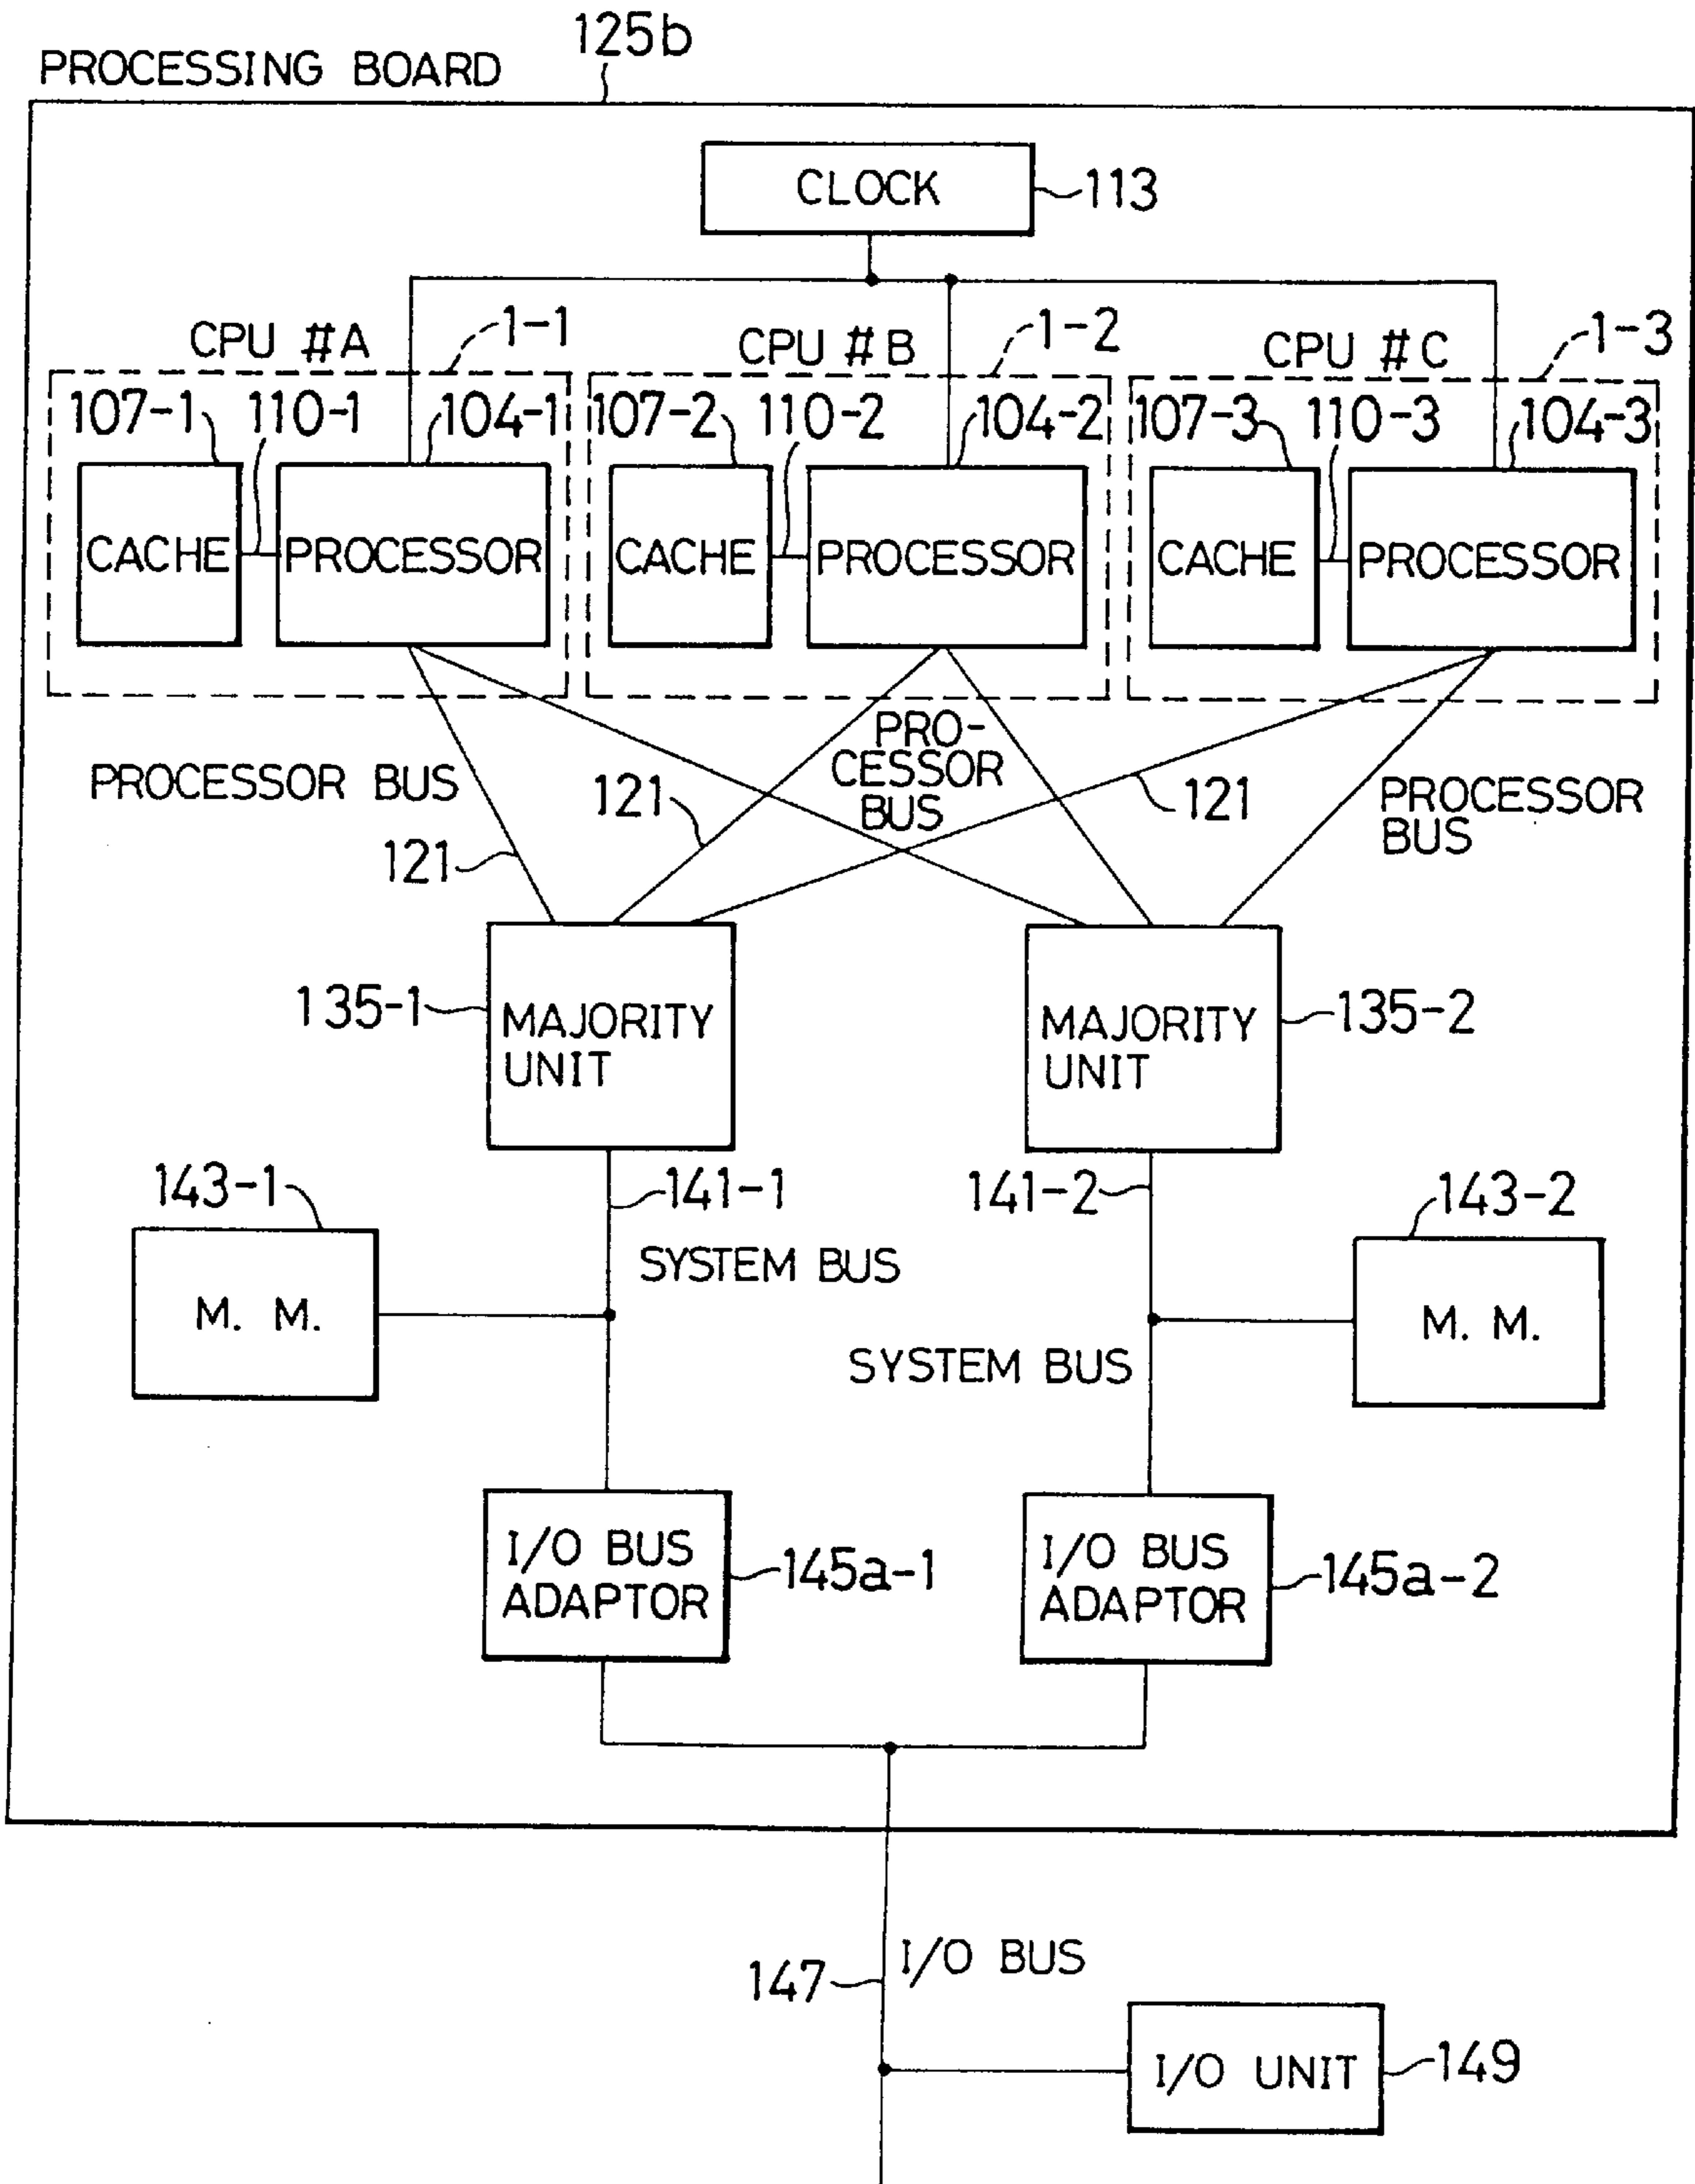 125b
PROCESSING BOARD
CLOCK
113
CPU #A
1-1
CPU #B
1-2
CPU #C
1-3
107-1
110-1
104-1
107-2
110-2
104-2
107-3
110-3
104-3
CACHE
PROCESSOR
CACHE
PROCESSOR
CACHE
PROCESSOR
PROCESSOR BUS
121
121
PRO-
CESSOR
BUS
121
PROCESSOR
BUS
135-1
MAJORITY
UNIT
MAJORITY
UNIT
135-2
143-1
141-1
141-2
143-2
M. M.
SYSTEM BUS
SYSTEM BUS
M. M.
I/O BUS
ADAPTOR
145a-1
I/O BUS
ADAPTOR
145a-2
147
I/O BUS
I/O UNIT
149